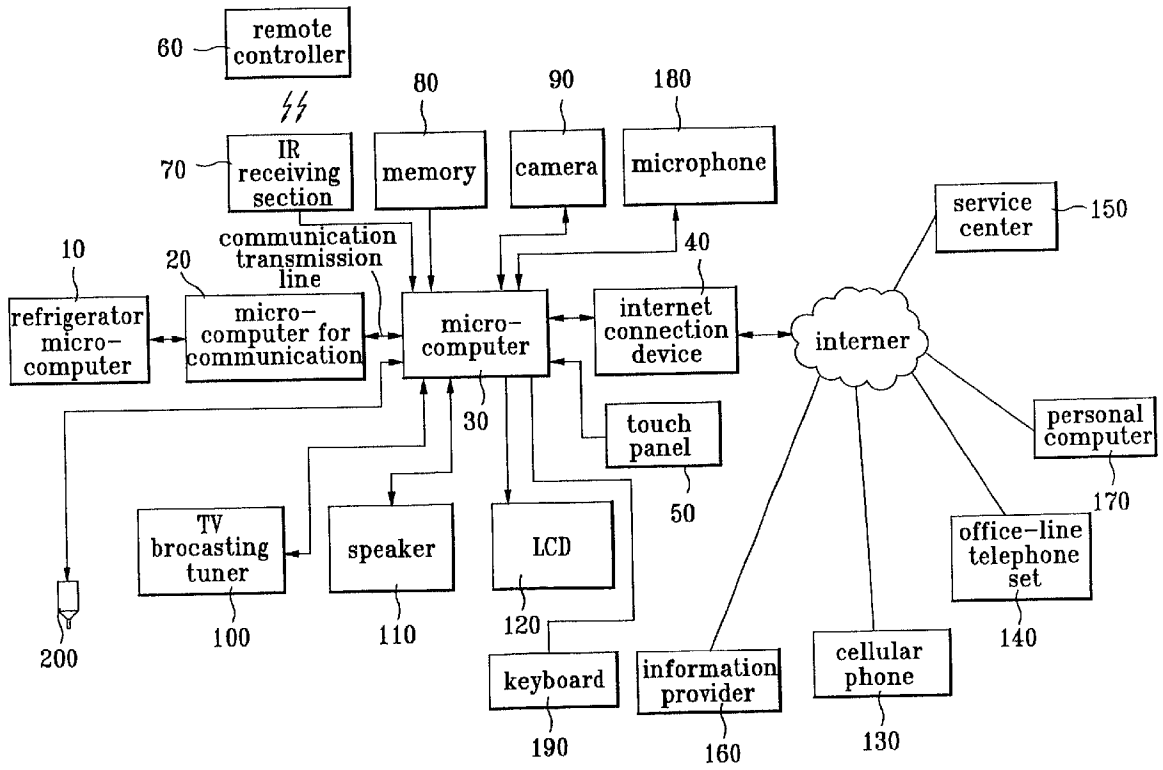 60
remote
controller
70
IR
receiving
section
80
memory
90
camera
180
microphone
service
center
150
communication
transmission
line
10
refrigerator
micro-
computer
20
micro-
computer for
communication
micro-
computer
30
40
internet
connection
device
interner
touch
panel
50
personal
computer
170
TV
brocasting
tuner
100
speaker
110
LCD
120
office-line
telephone
set
140
200
keyboard
190
information
provider
160
cellular
phone
130